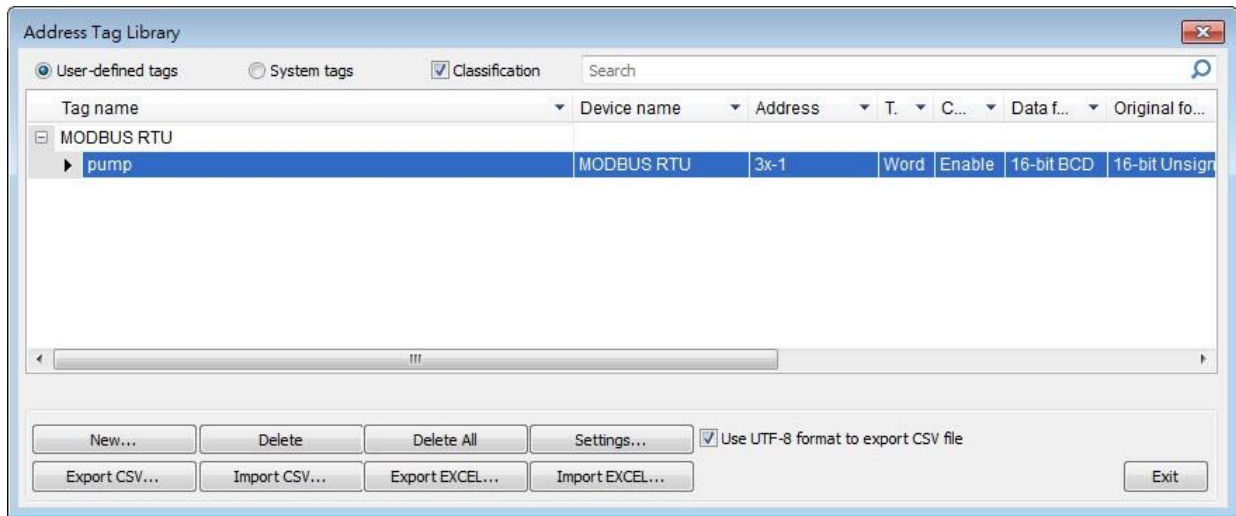 Address Tag Library
User-defined tags System tags Classification Search
Tag name Device name Address T. C... Data f... Original fo...
MODBUS RTU
pump MODBUS RTU 3x-1 Word Enable 16-bit BCD 16-bit Unsign
New... Delete Delete All Settings... Use UTF-8 format to export CSV file
Export CSV... Import CSV... Export EXCEL... Import EXCEL... Exit